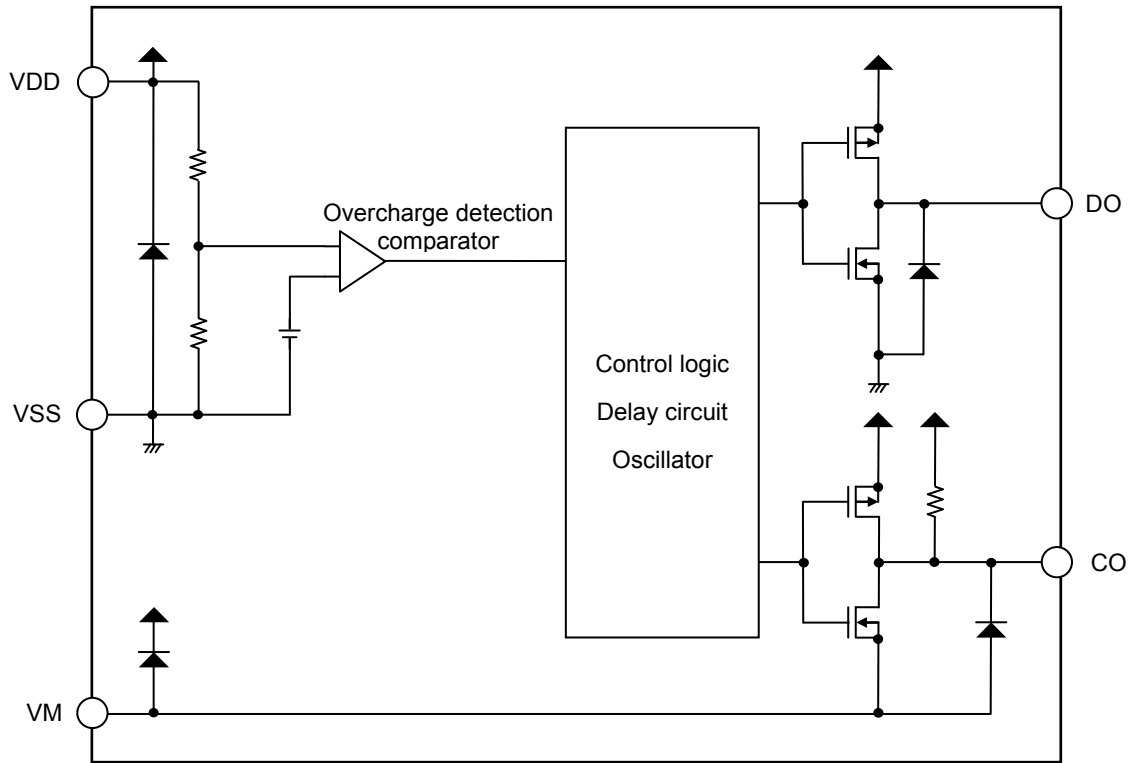 VDD
Overcharge detection
comparator
DO
Control logic
Delay circuit
Oscillator
VSS
CO
VM